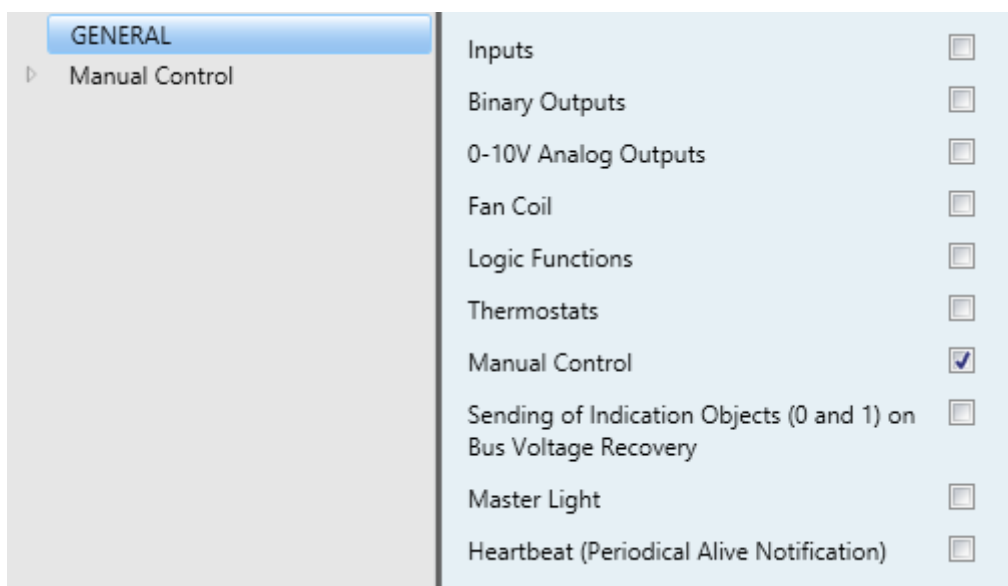 GENERAL
Manual Control
Inputs
Binary Outputs
0-10V Analog Outputs
Fan Coil
Logic Functions
Thermostats
Manual Control
Sending of Indication Objects (0 and 1) on
Bus Voltage Recovery
Master Light
Heartbeat (Periodical Alive Notification)